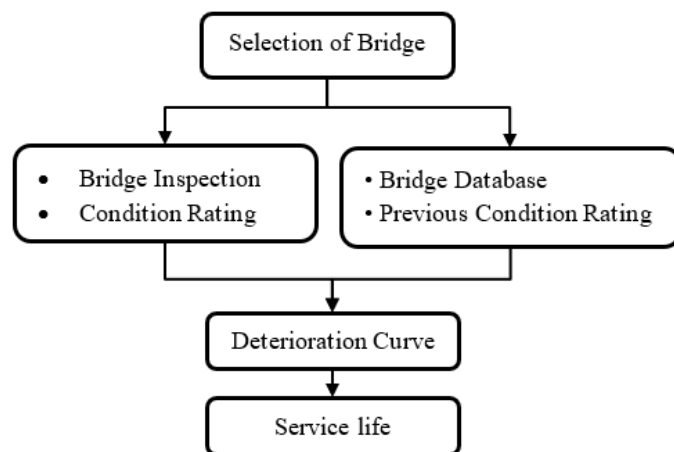 Selection of Bridge
• Bridge Inspection
• Condition Rating
• Bridge Database
• Previous Condition Rating
Deterioration Curve
Service life